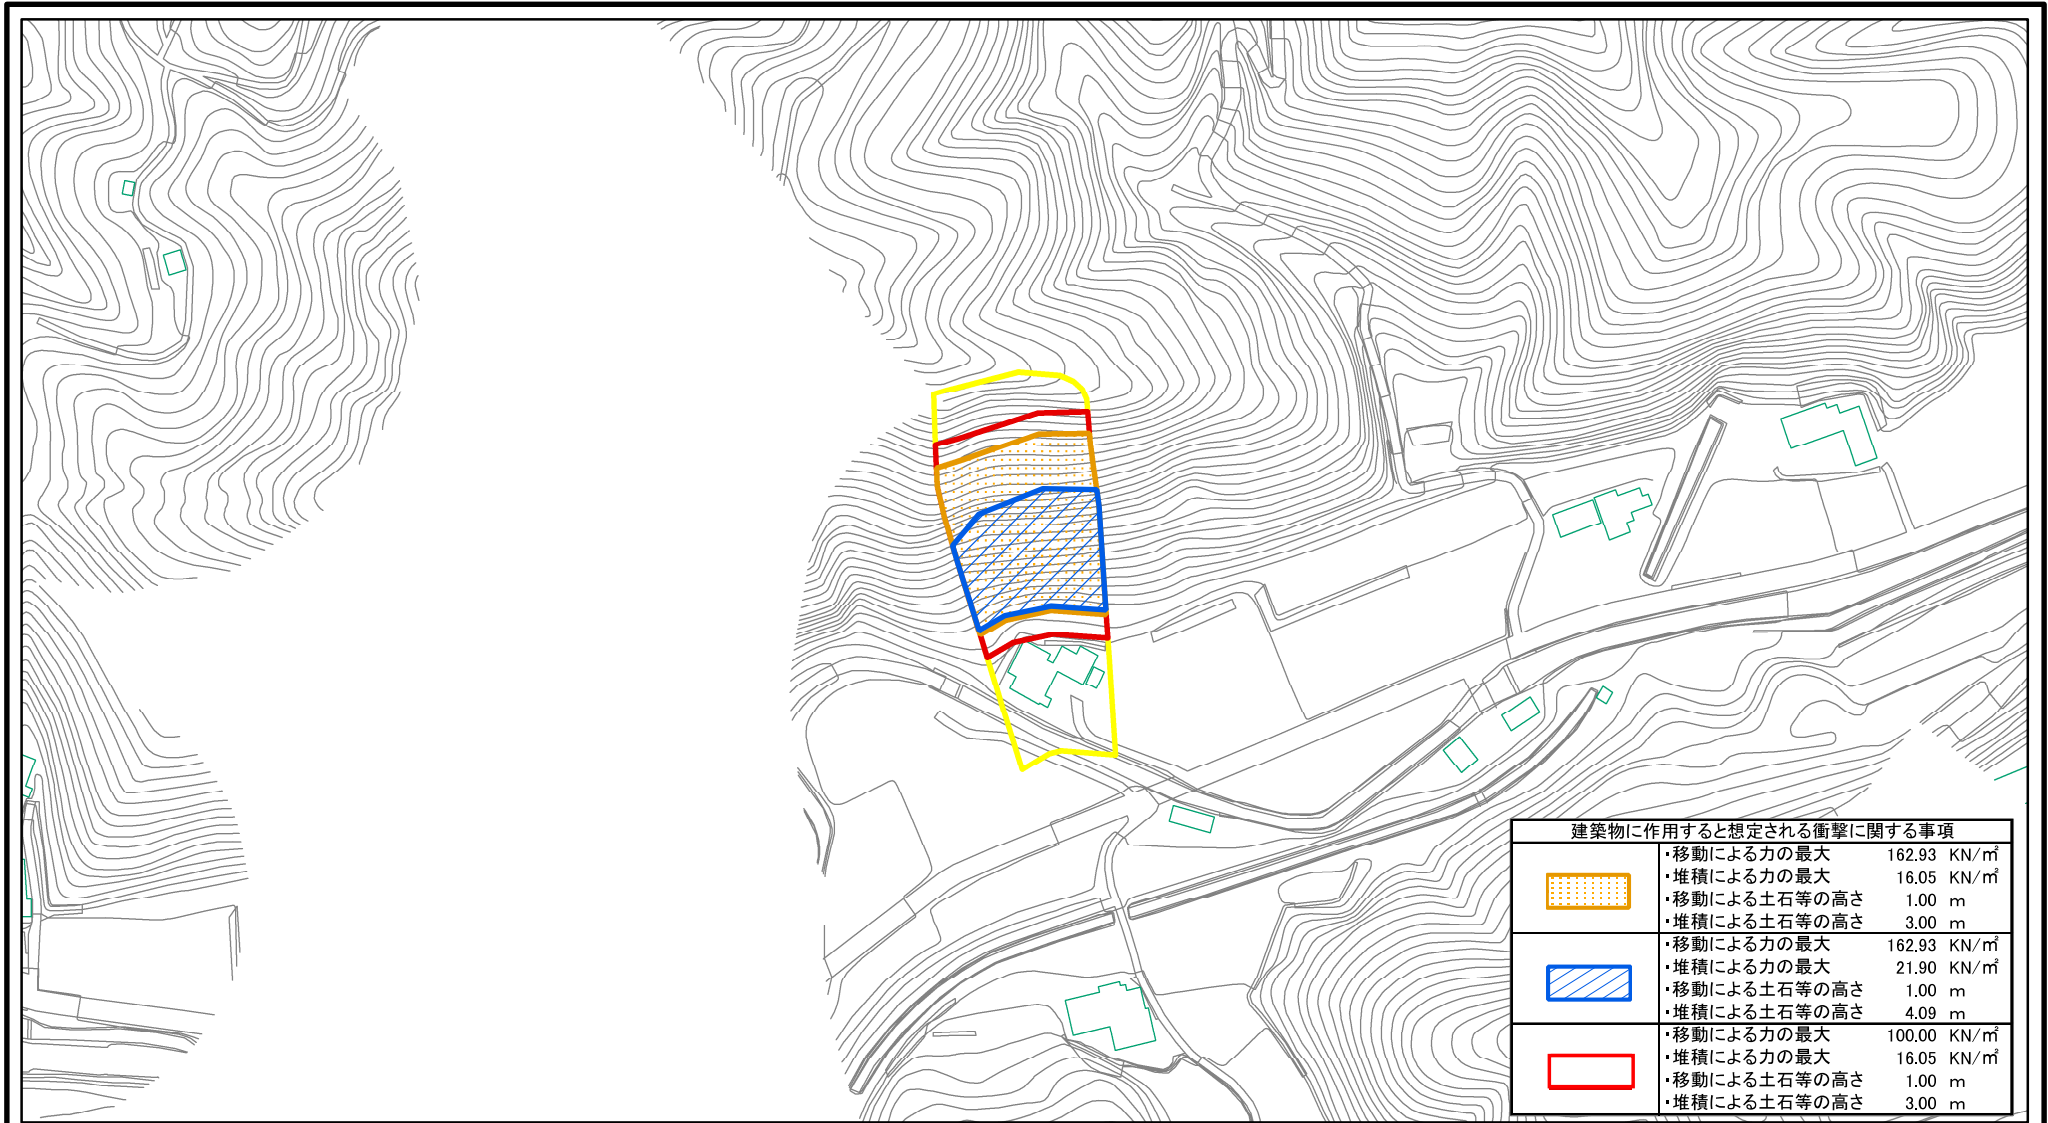 建築物に作用すると想定される衝撃に関する事項
・移動による力の最大 162.93 KN/㎡
・堆積による力の最大 16.05 KN/㎡
・移動による土石等の高さ 1.00 m
・堆積による土石等の高さ 3.00 m
・移動による力の最大 162.93 KN/㎡
・堆積による力の最大 21.90 KN/㎡
・移動による土石等の高さ 1.00 m
・堆積による土石等の高さ 4.09 m
・移動による力の最大 100.00 KN/㎡
・堆積による力の最大 16.05 KN/㎡
・移動による土石等の高さ 1.00 m
・堆積による土石等の高さ 3.00 m